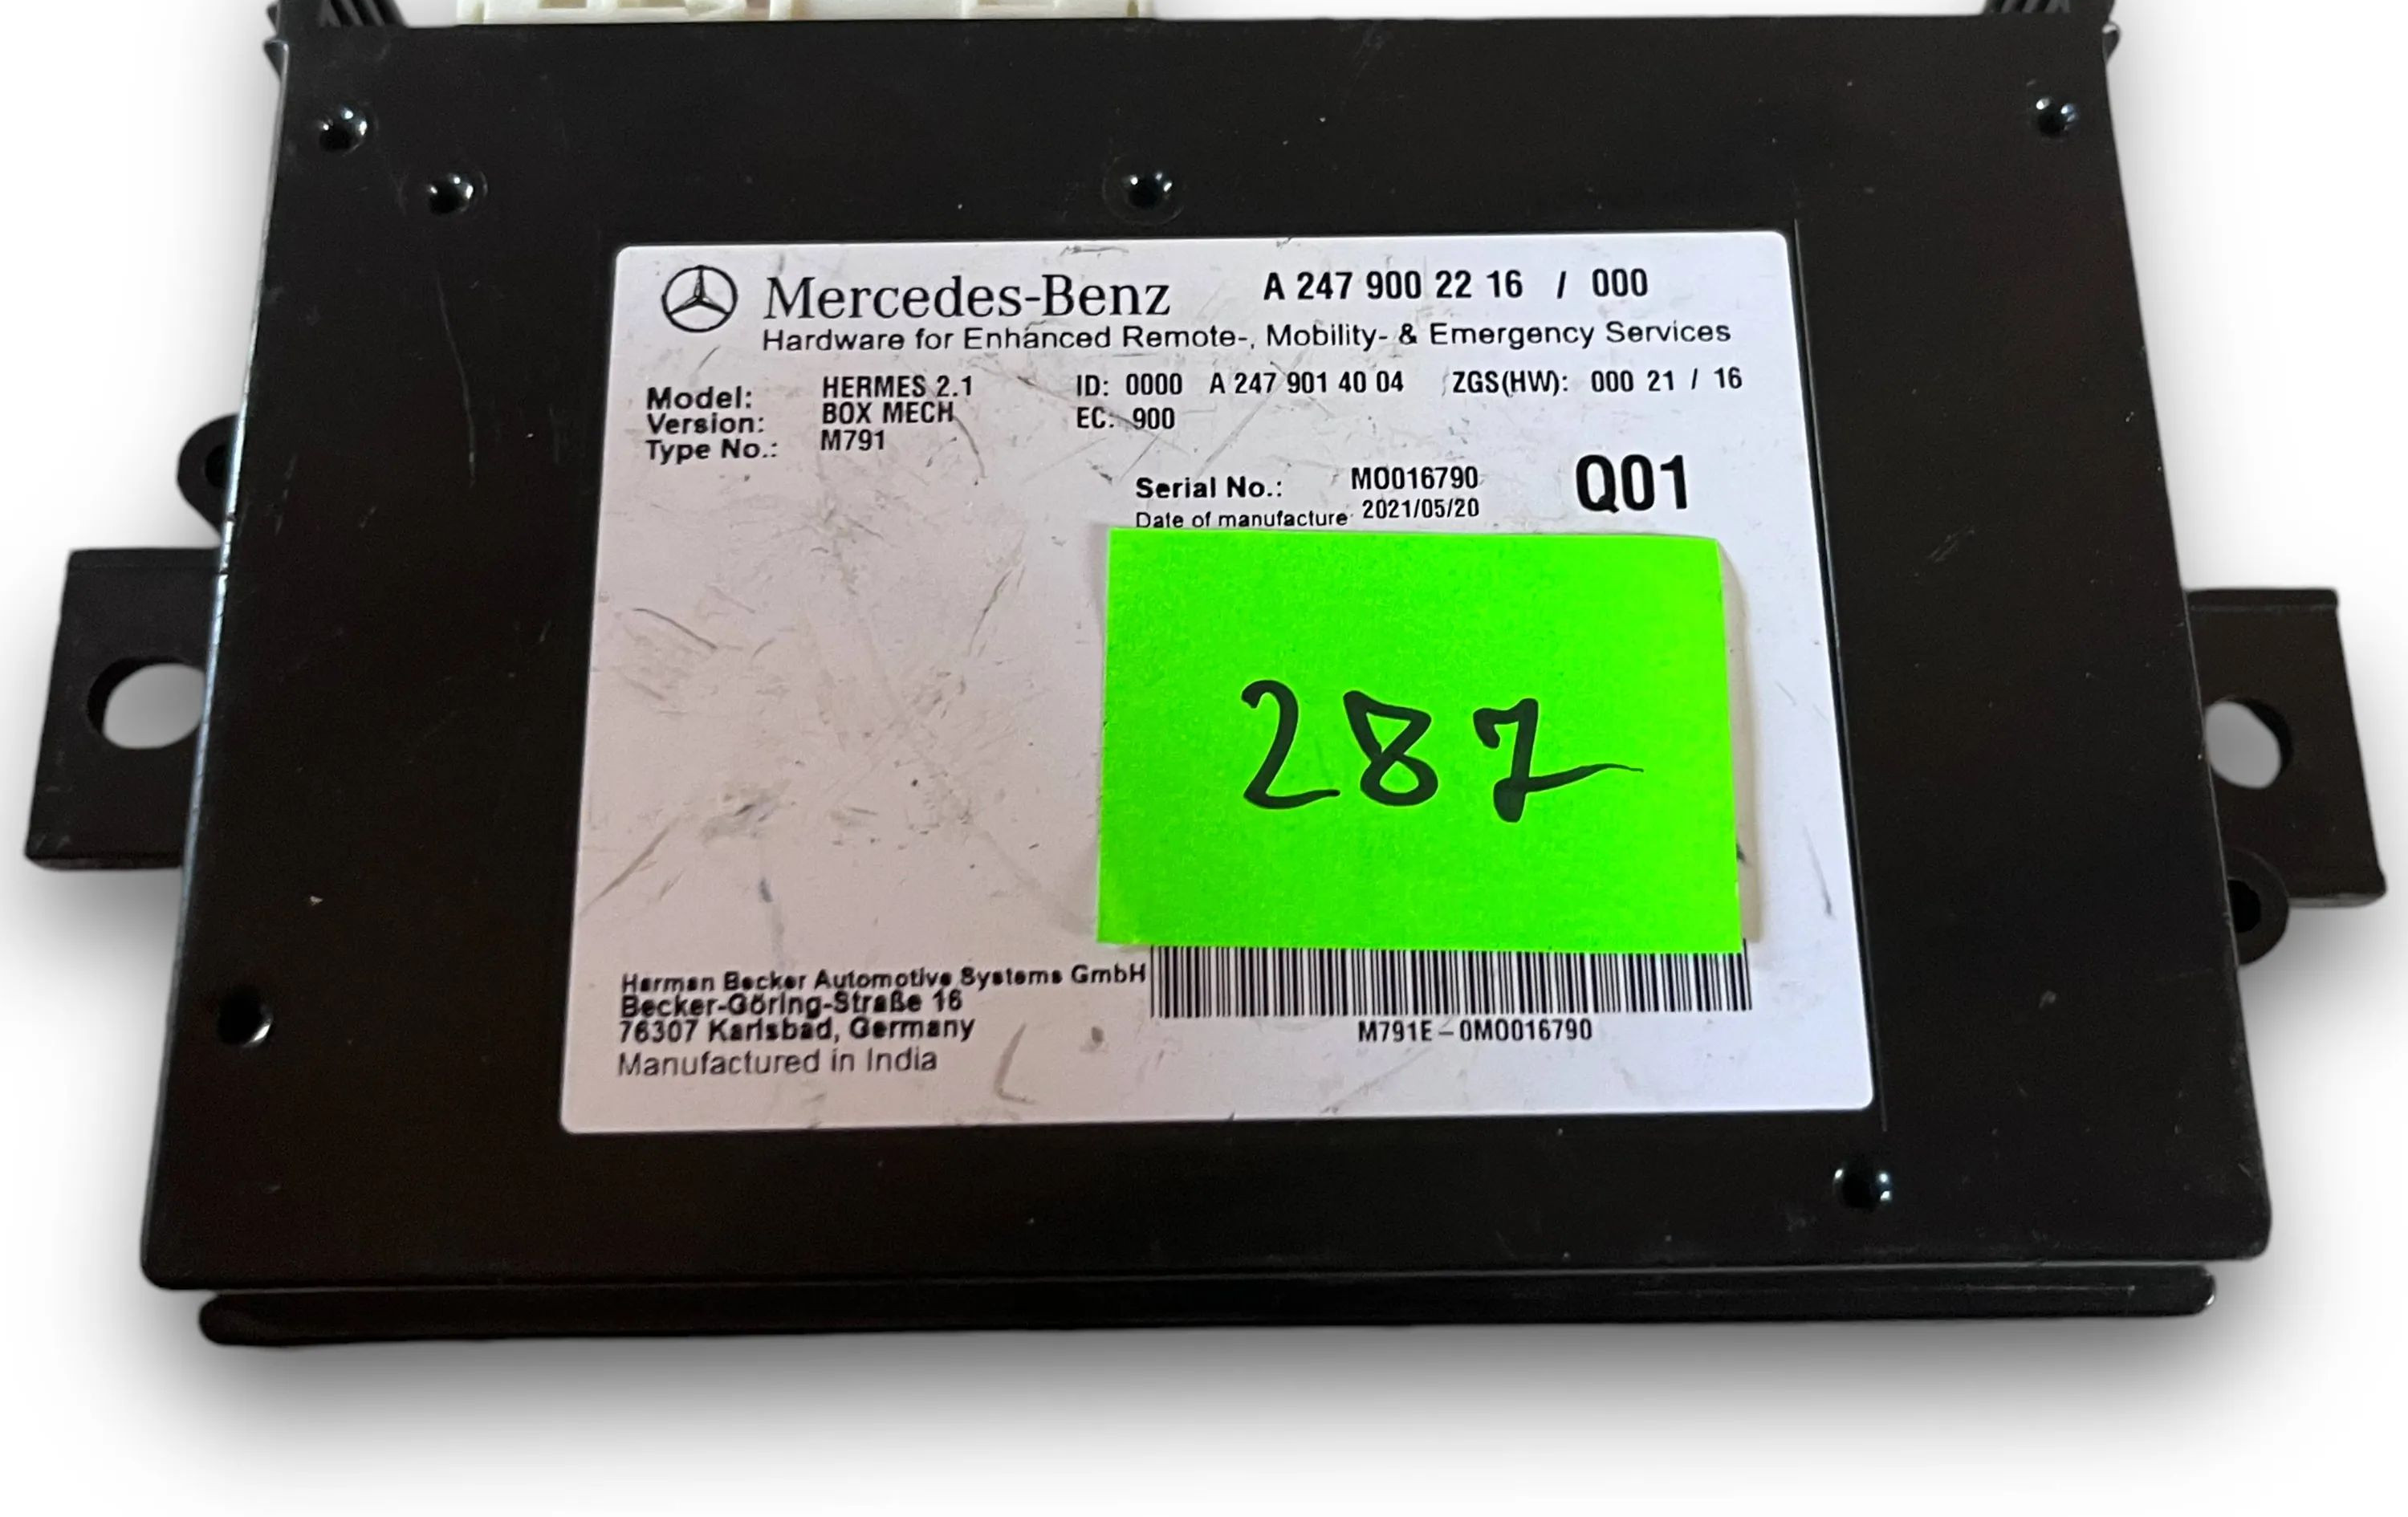 Mercedes-Benz A 247 900 22 16 / 000
Hardware for Enhanced Remote-, Mobility- & Emergency Services
Model: HERMES 2.1 ID: 0000 A 247 901 40 04 ZGS(HW): 000 21 / 16
Version: BOX MECH EC: 900
Type No.: M791
Serial No.: MO016790 Q01
Date of manufacture 2021/05/20
287
Harman Becker Automotive Systems GmbH
Becker-Göring-Straße 16
76307 Karlsbad, Germany
Manufactured in India
M791E-0MO016790